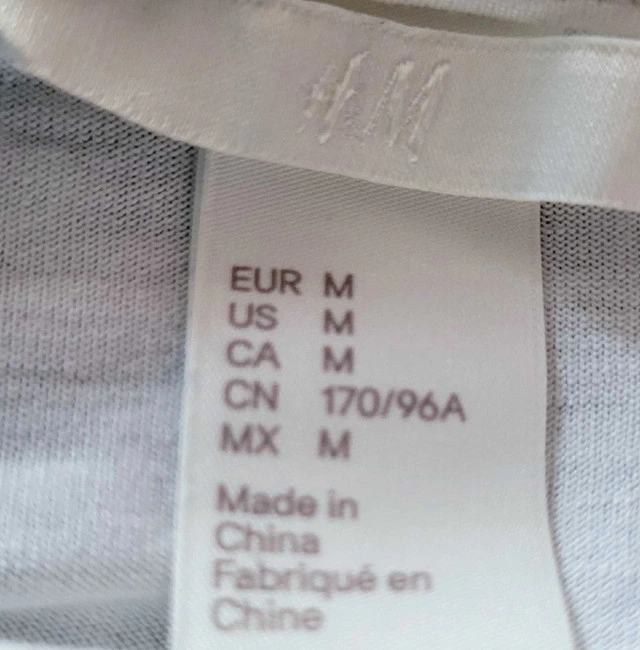 H&M
EUR M
US M
CA M
CN 170/96A
MX M
Made in
China
Fabriqué en
Chine